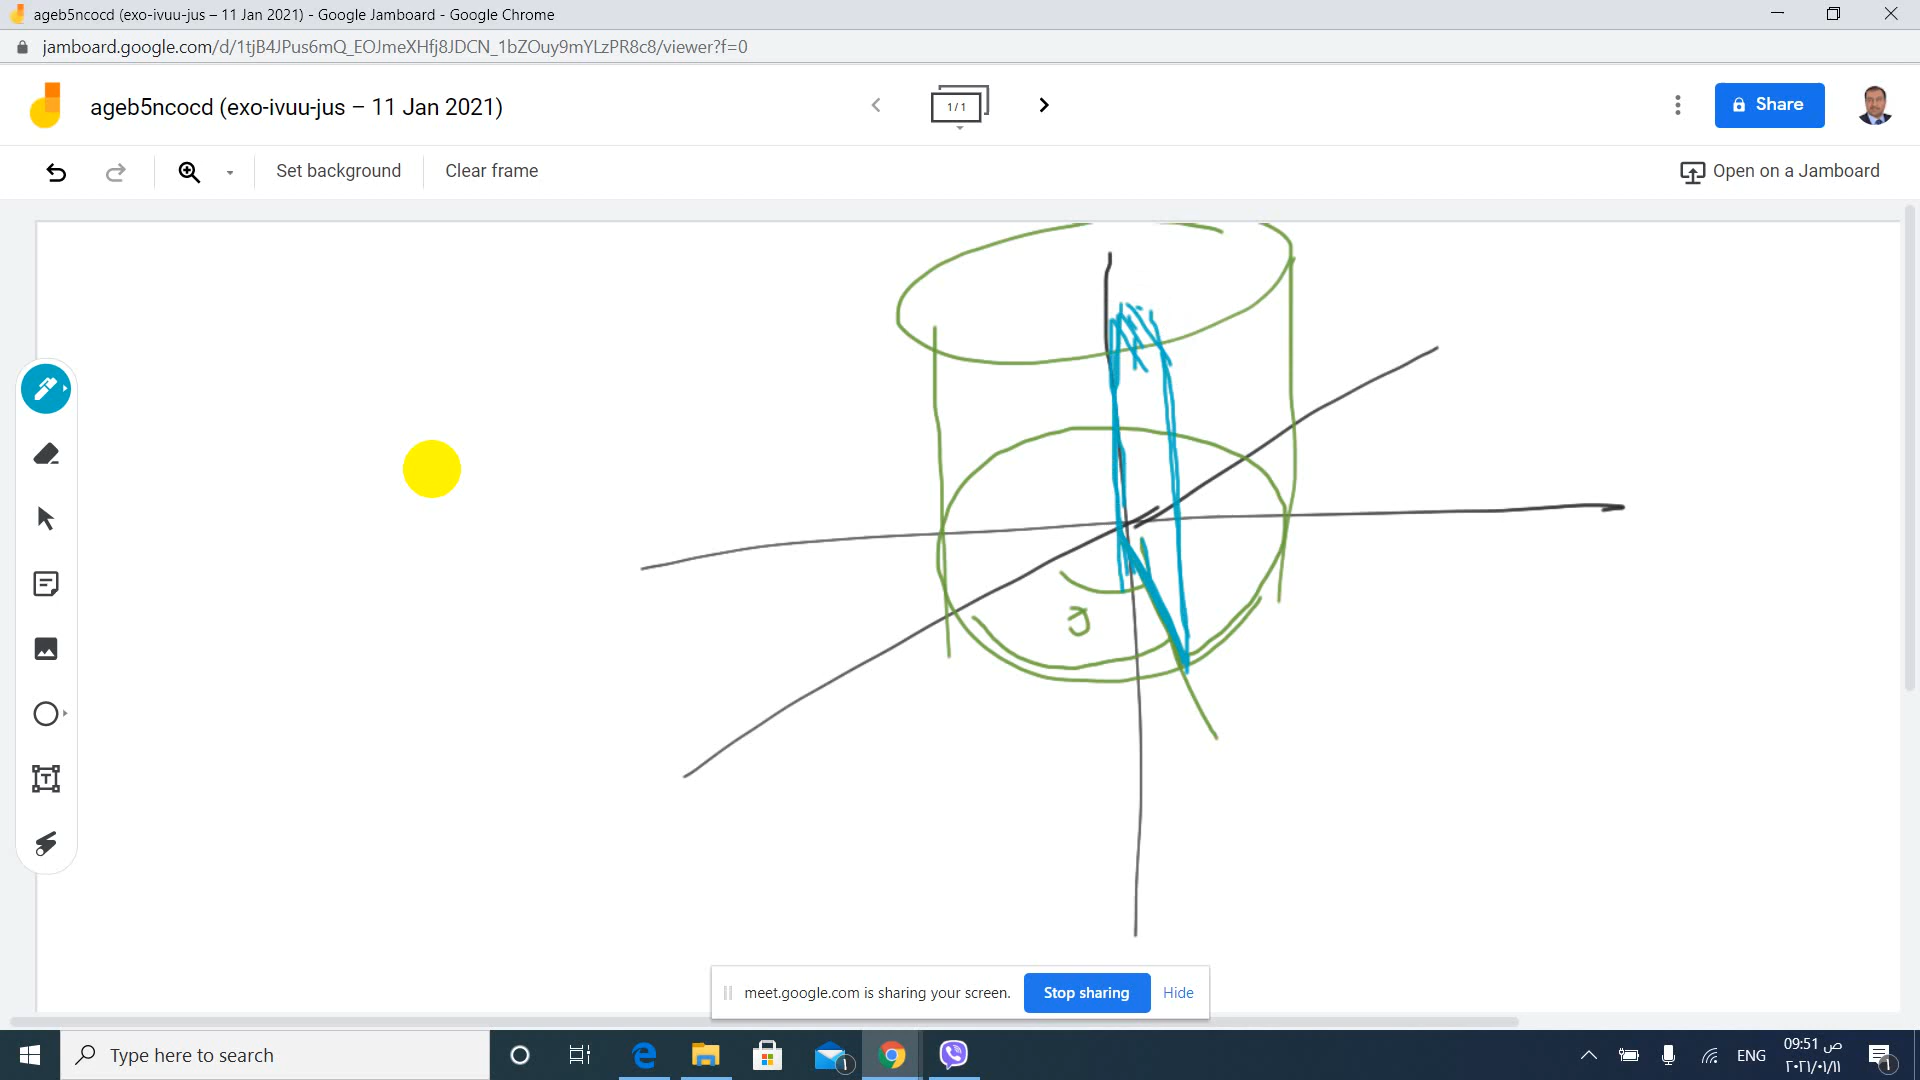 ageb5ncocd (exo-ivuu-jus – 11 Jan 2021) - Google Jamboard - Google Chrome
jamboard.google.com/d/1tjB4JPus6mQ_EOJmeXHfj8JDCN_1bZOuy9mYLzPR8c8/viewer?f=0
ageb5ncocd (exo-ivuu-jus – 11 Jan 2021)
1/1
Share
Set background
Clear frame
Open on a Jamboard
meet.google.com is sharing your screen.
Stop sharing
Hide
Type here to search
ENG
09:51 ص
٢٠٢١/٠١/١١